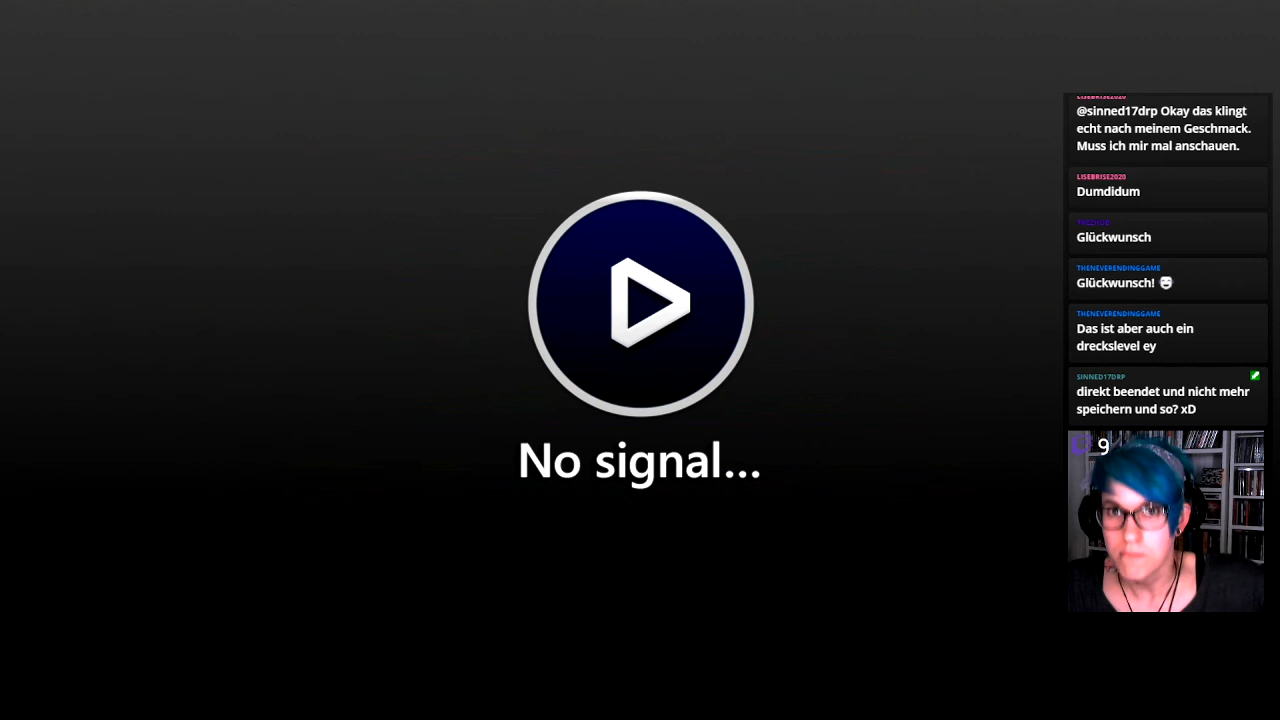 No signal...
@sinned17drp Okay das klingt
echt nach meinem Geschmack.
Muss ich mir mal anschauen.
LISEBRISE2020
Dumdidum
Glückwunsch
THENEVERENDINGGAME
Glückwunsch!
THENEVERENDINGGAME
Das ist aber auch ein
dreckslevel ey
SINNED17DRP
direkt beendet und nicht mehr
speichern und so? xD
9